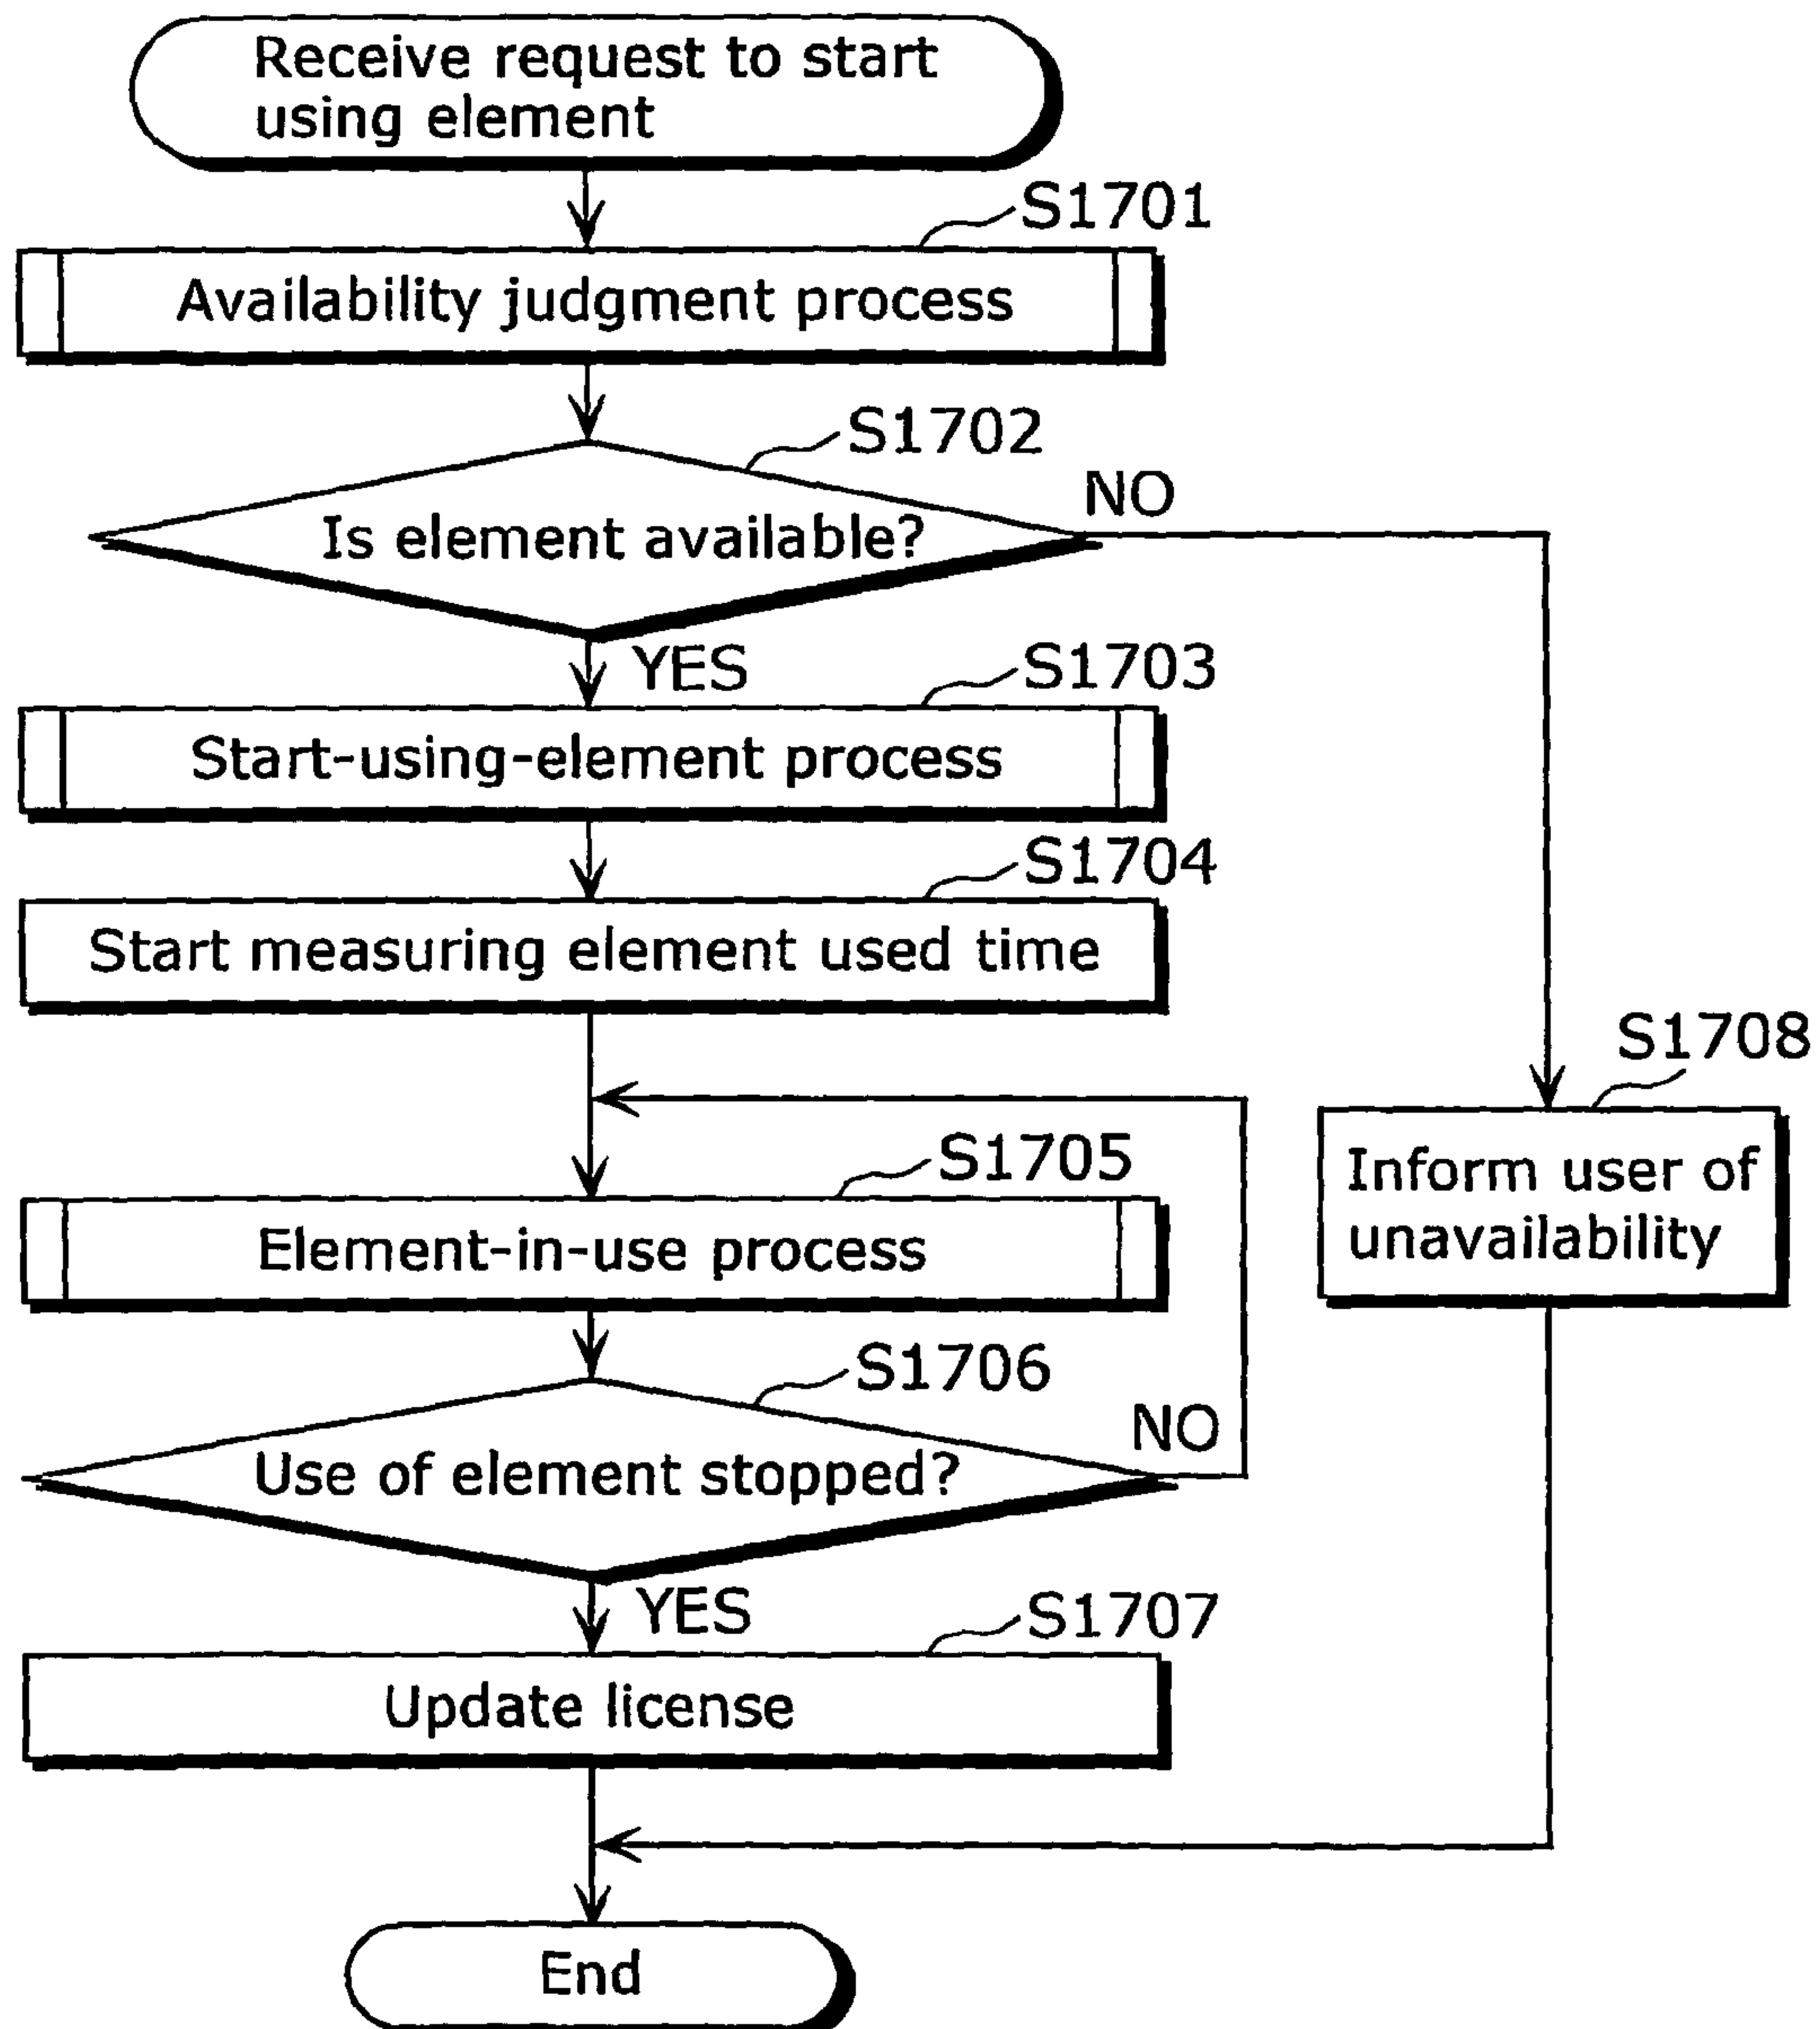 Receive request to start
using element
S1701
Availability judgment process
S1702
Is element available?
NO
YES
S1703
Start-using-element process
S1704
Start measuring element used time
S1708
Inform user of
unavailability
S1705
Element-in-use process
S1706
Use of element stopped?
NO
YES
S1707
Update license
End